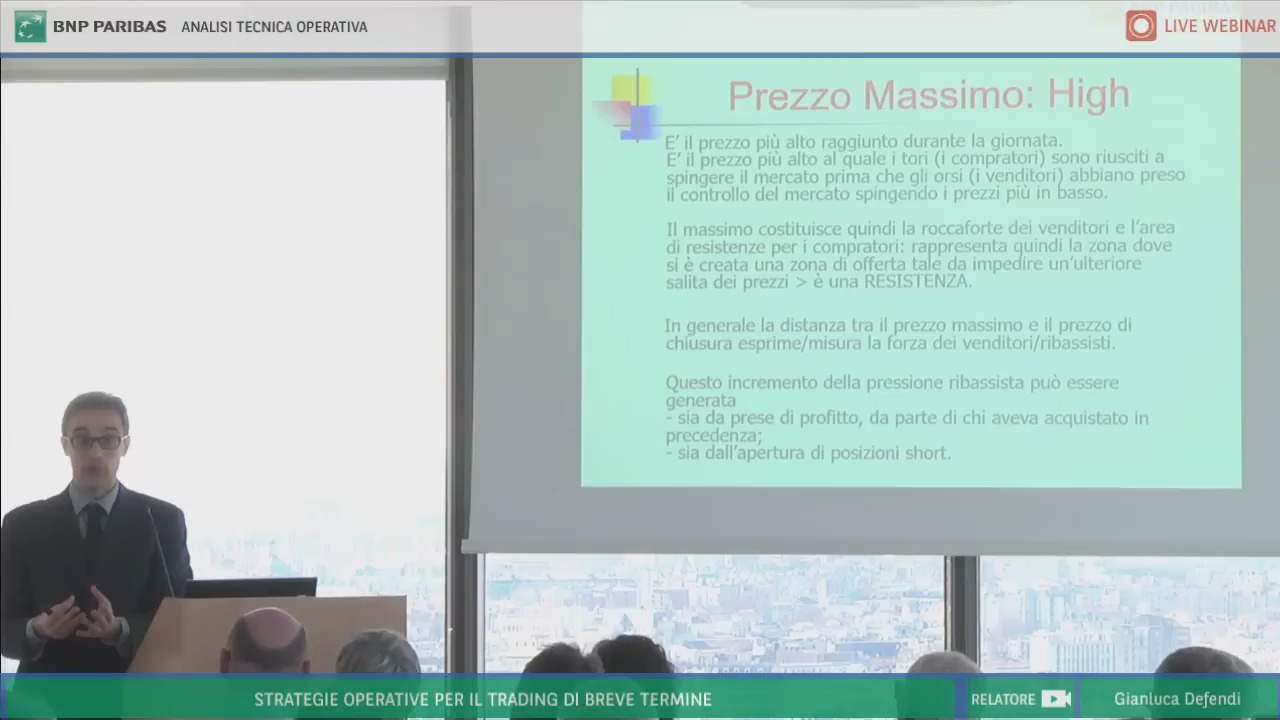 BNP PARIBAS ANALISI TECNICA OPERATIVA
LIVE WEBINAR
Prezzo Massimo: High
E' il prezzo più alto raggiunto durante la giornata.
E' il prezzo più alto al quale i tori (i compratori) sono riusciti a
spingere il mercato prima che gli orsi (i venditori) abbiano preso
il controllo del mercato spingendo i prezzi più in basso.
Il massimo costituisce quindi la roccaforte dei venditori e l'area
di resistenze per i compratori: rappresenta quindi la zona dove
si è creata una zona di offerta tale da impedire un'ulteriore
salita dei prezzi > è una RESISTENZA.
In generale la distanza tra il prezzo massimo e il prezzo di
chiusura esprime/misura la forza dei venditori/ribassisti.
Questo incremento della pressione ribassista può essere
generata
- sia da prese di profitto, da parte di chi aveva acquistato in
precedenza;
- sia dall'apertura di posizioni short.
STRATEGIE OPERATIVE PER IL TRADING DI BREVE TERMINE
RELATORE
Gianluca Defendi